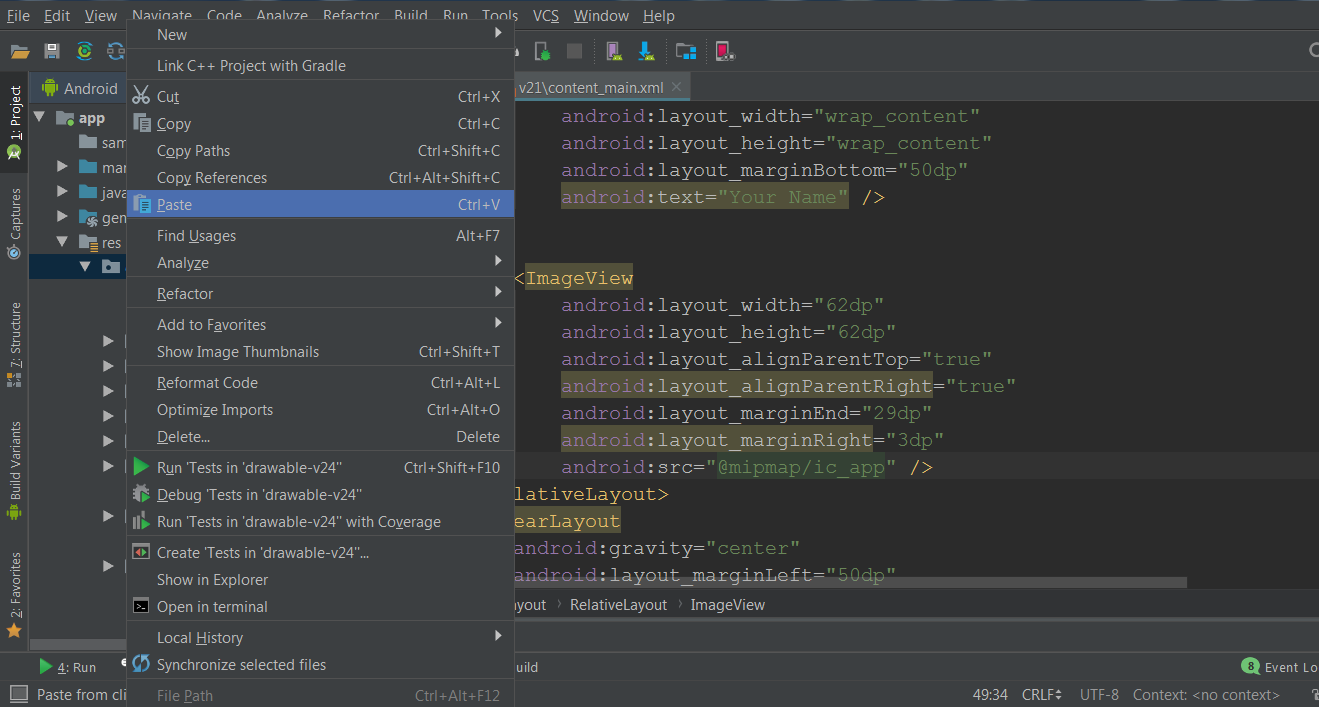 File Edit View Navigate Code Analyze Refactor Build Run Tools VCS Window Help
Android
v21\content_main.xml
1: Project
Captures
7: Structure
Build Variants
2: Favorites
app
sam
mar
java
gen
res
New
Link C++ Project with Gradle
Cut Ctrl+X
Copy Ctrl+C
Copy Paths Ctrl+Shift+C
Copy References Ctrl+Alt+Shift+C
Paste Ctrl+V
Find Usages Alt+F7
Analyze
Refactor
Add to Favorites
Show Image Thumbnails Ctrl+Shift+T
Reformat Code Ctrl+Alt+L
Optimize Imports Ctrl+Alt+O
Delete... Delete
Run 'Tests in 'drawable-v24'' Ctrl+Shift+F10
Debug 'Tests in 'drawable-v24''
Run 'Tests in 'drawable-v24'' with Coverage
Create 'Tests in 'drawable-v24''...
Show in Explorer
Open in terminal
Local History
Synchronize selected files
File Path Ctrl+Alt+F12
android:layout_width="wrap_content"
android:layout_height="wrap_content"
android:layout_marginBottom="50dp"
android:text="Your Name" />
<ImageView
android:layout_width="62dp"
android:layout_height="62dp"
android:layout_alignParentTop="true"
android:layout_alignParentRight="true"
android:layout_marginEnd="29dp"
android:layout_marginRight="3dp"
android:src="@mipmap/ic_app" />
lativeLayout>
earLayout
android:gravity="center"
android:layout_marginLeft="50dp"
yout RelativeLayout ImageView
4: Run uild 8 Event Lo
Paste from cli 49:34 CRLF UTF-8 Context: <no context>